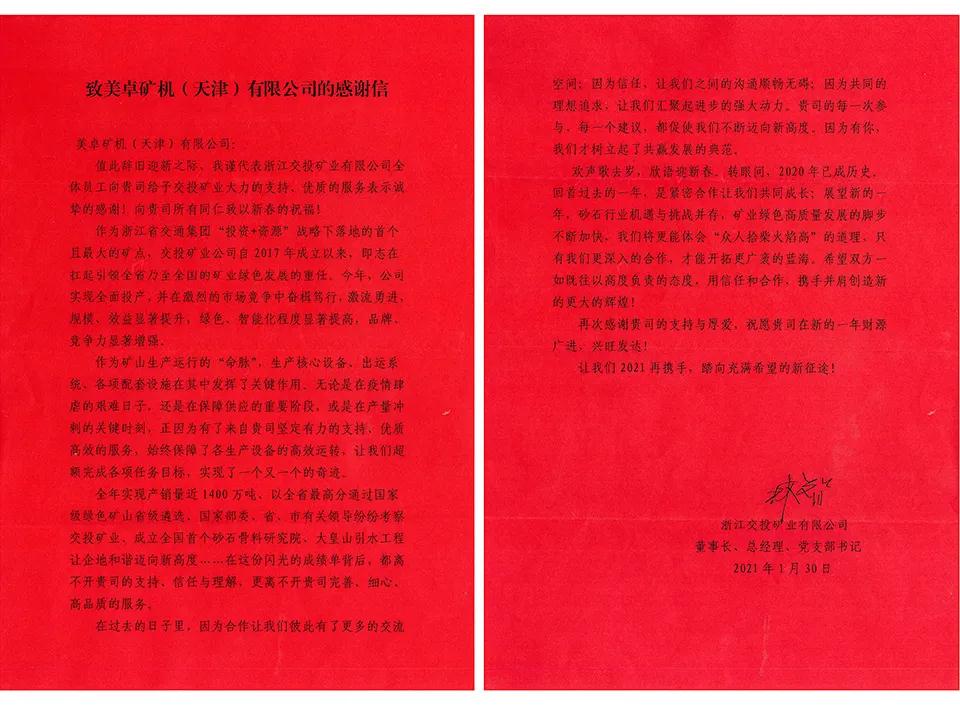 致美卓矿机（天津）有限公司的感谢信
美卓矿机（天津）有限公司：
值此辞旧迎新之际，我谨代表浙江交投矿业有限公司全
体员工向贵司给予交投矿业大力的支持、优质的服务表示诚
挚的感谢！向贵司所有同仁致以新春的祝福！
作为浙江省交通集团“投资+资源”战略下落地的首个
且最大的矿点，交投矿业公司自2017年成立以来，即志在
扛起引领全省乃至全国的矿业绿色发展的重任。今年，公司
实现全面投产，并在激烈的市场竞争中奋楫笃行，激流勇进，
规模、效益显著提升，绿色、智能化程度显著提高，品牌、
竞争力显著增强。
作为矿山生产运行的“命脉”，生产核心设备、出运系
统、各项配套设施在其中发挥了关键作用。无论是在疫情肆
虐的艰难日子，还是在保障供应的重要阶段，或是在产量冲
刺的关键时刻，正因为有了来自贵司坚定有力的支持，优质
高效的服务，始终保障了各生产设备的高效运转，让我们超
额完成各项任务目标，实现了一个又一个的奇迹。
全年实现产销量近1400万吨、以全省最高分通过国家
级绿色矿山省级遴选、国家部委、省、市有关领导纷纷考察
交投矿业、成立全国首个砂石骨料研究院、大皇山引水工程
让企地和谐迈向新高度……在这份闪光的成绩单背后，都离
不开贵司的支持、信任与理解，更离不开贵司完善、细心、
高品质的服务。
在过去的日子里，因为合作让我们彼此有了更多的交流
空间；因为信任，让我们之间的沟通顺畅无碍；因为共同的
理想追求，让我们汇聚起进步的强大动力。贵司的每一次参
与，每一个建议，都促使我们不断迈向新高度。因为有你，
我们才树立起了共赢发展的典范。
欢声歌去岁，欣语迎新春。转眼间，2020年已成历史。
回首过去的一年，是紧密合作让我们共同成长；展望新的一
年，砂石行业机遇与挑战并存，矿业绿色高质量发展的脚步
不断加快，我们将更能体会“众人拾柴火焰高”的道理，只
有我们更深入的合作，才能开拓更广袤的蓝海。希望双方一
如既往以高度负责的态度，用信任和合作，携手并肩创造新
的更大的辉煌！
再次感谢贵司的支持与厚爱，祝愿贵司在新的一年财源
广进，兴旺发达！
让我们2021再携手，踏向充满希望的新征途！
浙江交投矿业有限公司
董事长、总经理、党支部书记
2021年1月30日